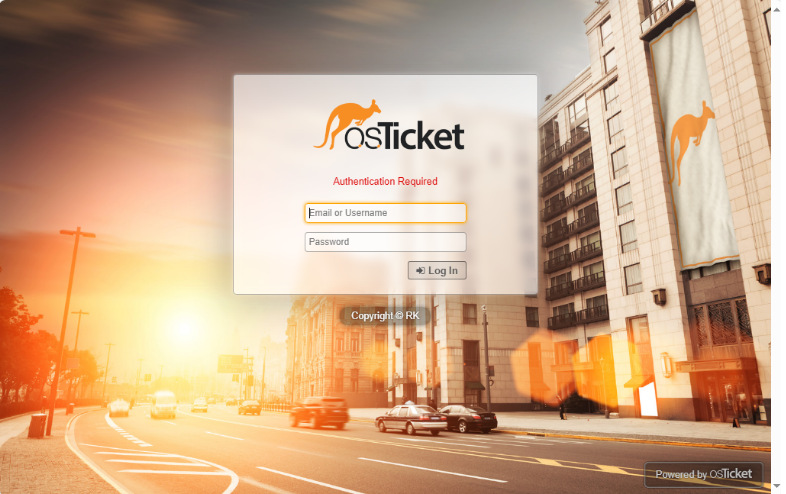 osTicket
Authentication Required
Email or Username
Password
Log In
Copyright © RK
Powered by osTicket